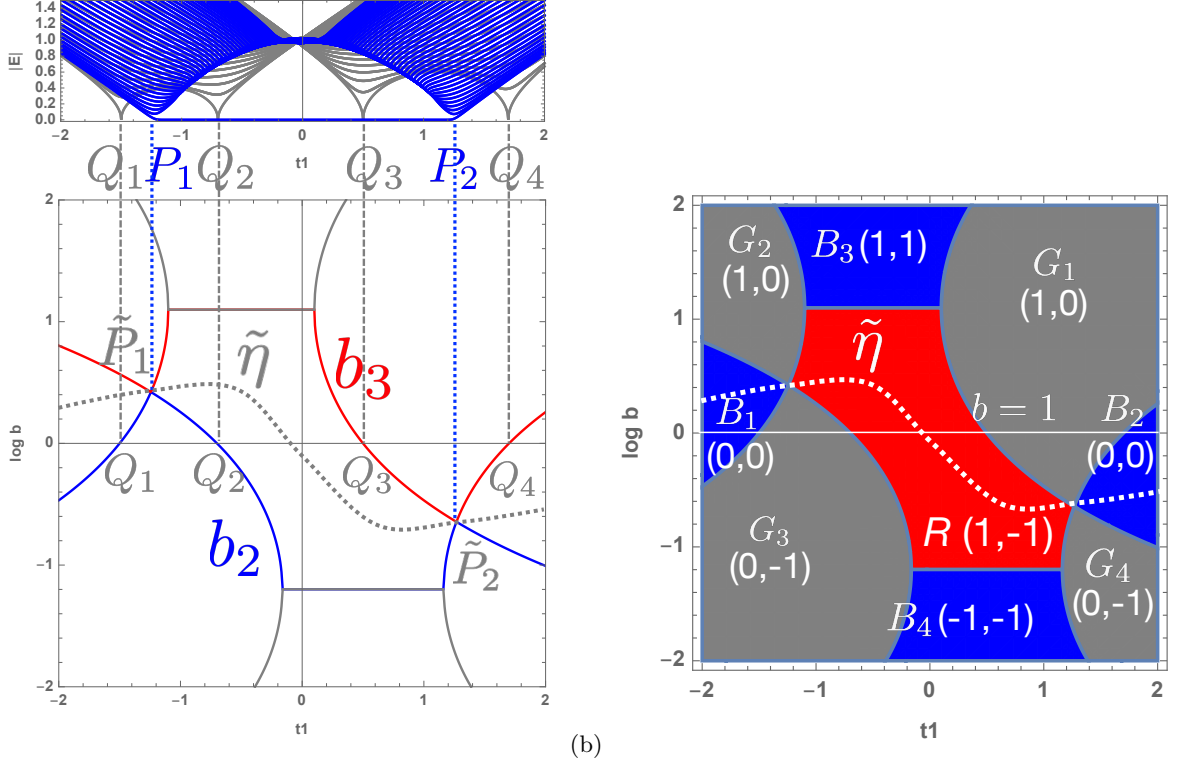 1.4
1.2
1.0
0.8
0.6
0.4
0.2
0.0
|E|
−2 −1 0 1 2
t1
Q1 P1 Q2 Q3 P2 Q4
2
1
0
−1
−2
log b
P̃1
η̃
b3
Q1 Q2 Q3 Q4
b2
P̃2
−2 −1 0 1 2
t1
(b)
2
1
0
−1
−2
log b
G2
(1,0)
B3 (1,1)
G1
(1,0)
η̃
b = 1
B1
(0,0)
B2
(0,0)
G3
(0,-1)
R (1,-1)
G4
(0,-1)
B4 (-1,-1)
−2 −1 0 1 2
t1